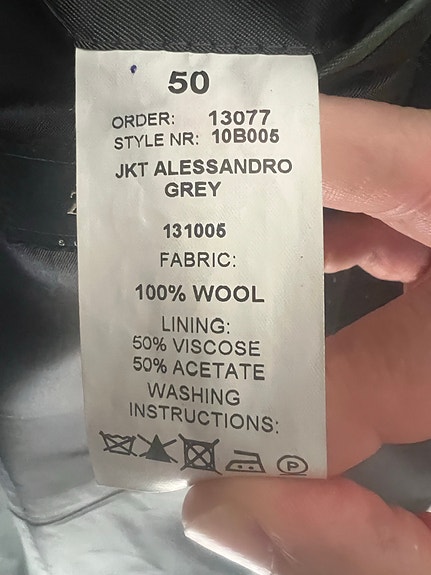 50
ORDER: 13077
STYLE NR: 10B005
JKT ALESSANDRO
GREY
131005
FABRIC:
100% WOOL
LINING:
50% VISCOSE
50% ACETATE
WASHING
INSTRUCTIONS:
P